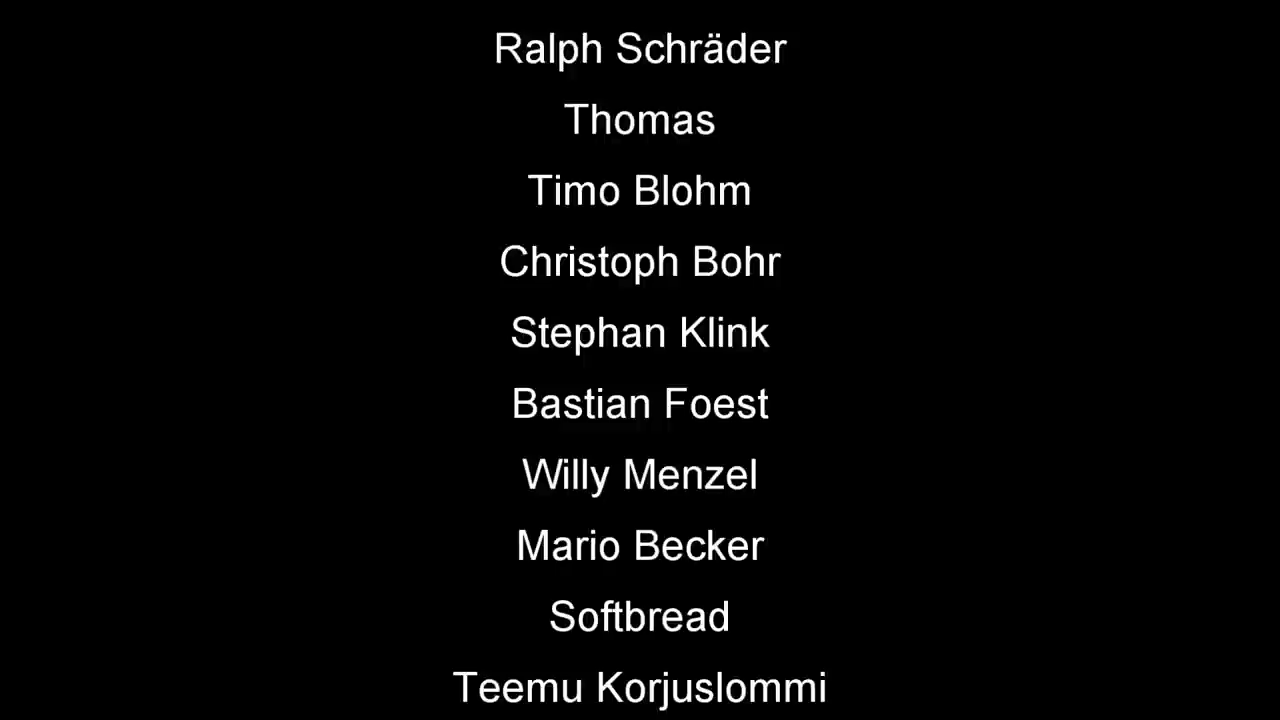 Ralph Schräder
Thomas
Timo Blohm
Christoph Bohr
Stephan Klink
Bastian Foest
Willy Menzel
Mario Becker
Softbread
Teemu Korjuslommi